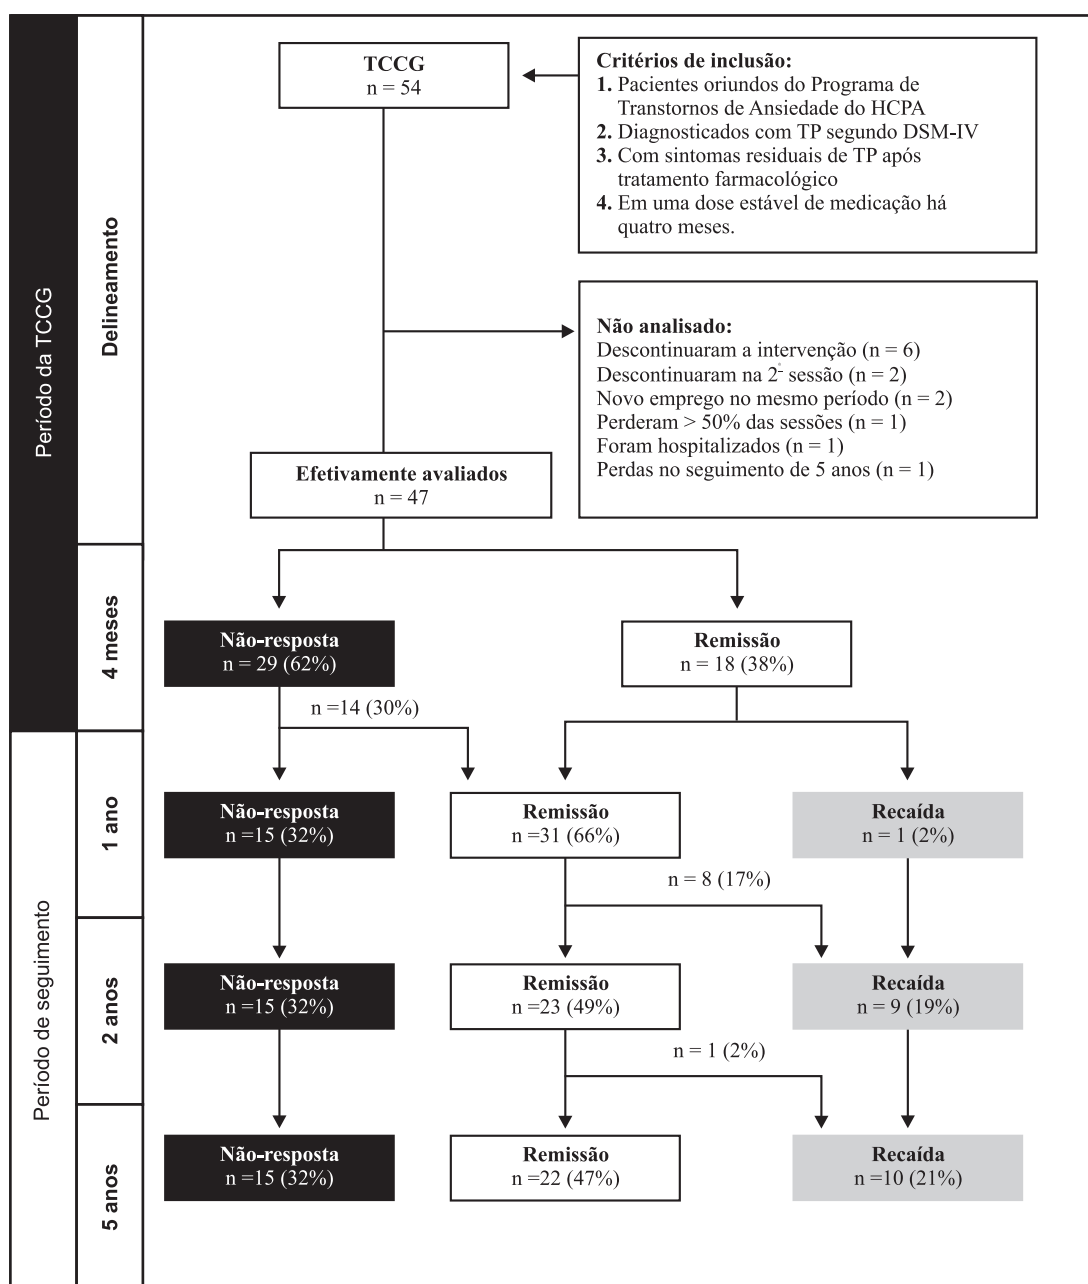 TCCG
n = 54
Critérios de inclusão:
1. Pacientes oriundos do Programa de
Transtornos de Ansiedade do HCPA
2. Diagnosticados com TP segundo DSM-IV
3. Com sintomas residuais de TP após
tratamento farmacológico
4. Em uma dose estável de medicação há
quatro meses.
Período da TCCG
Delineamento
Não analisado:
Descontinuaram a intervenção (n = 6)
Descontinuaram na 2ª sessão (n = 2)
Novo emprego no mesmo período (n = 2)
Perderam > 50% das sessões (n = 1)
Foram hospitalizados (n = 1)
Perdas no seguimento de 5 anos (n = 1)
Efetivamente avaliados
n = 47
4 meses
Não-resposta
n = 29 (62%)
Remissão
n = 18 (38%)
n =14 (30%)
Período de seguimento
1 ano
Não-resposta
n =15 (32%)
Remissão
n =31 (66%)
Recaída
n = 1 (2%)
n = 8 (17%)
2 anos
Não-resposta
n =15 (32%)
Remissão
n =23 (49%)
Recaída
n = 9 (19%)
n = 1 (2%)
5 anos
Não-resposta
n =15 (32%)
Remissão
n =22 (47%)
Recaída
n =10 (21%)